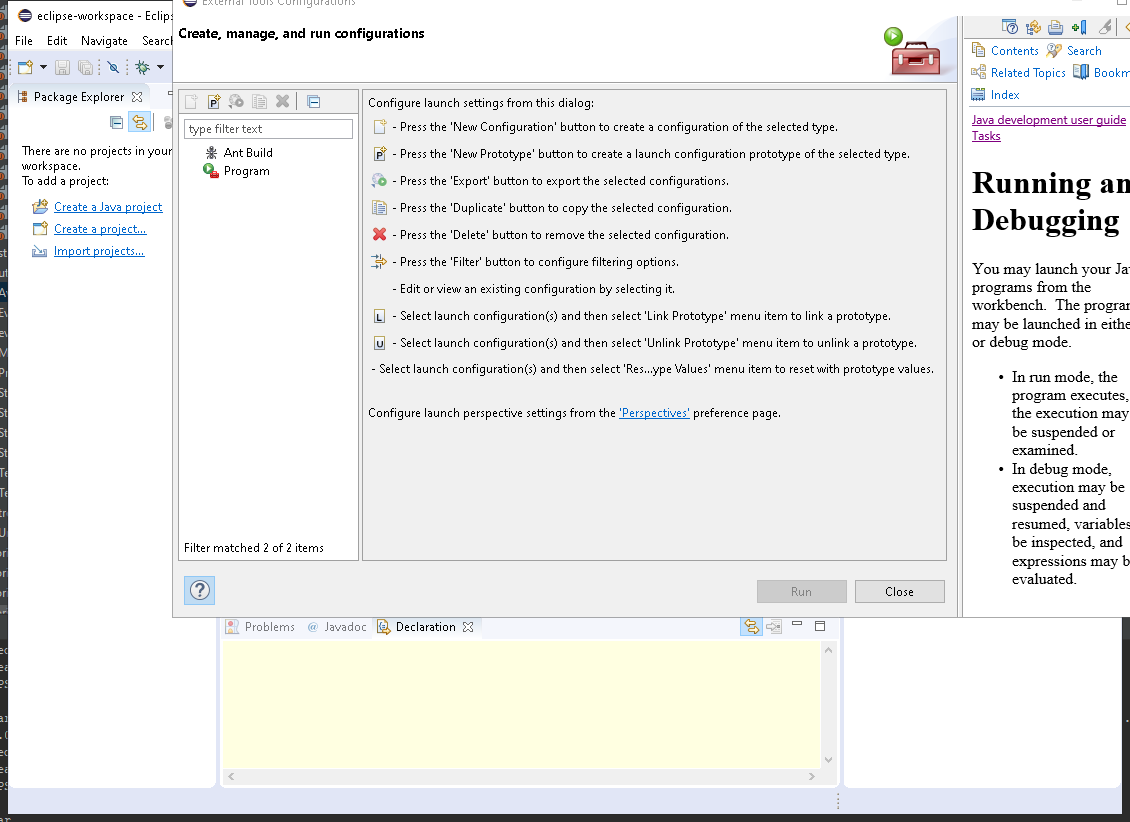 eclipse-workspace - Eclips
External Tools Configurations
File Edit Navigate Search
Create, manage, and run configurations
Package Explorer
There are no projects in your
workspace.
To add a project:
Create a Java project
Create a project...
Import projects...
type filter text
Ant Build
Program
Filter matched 2 of 2 items
Configure launch settings from this dialog:
- Press the 'New Configuration' button to create a configuration of the selected type.
- Press the 'New Prototype' button to create a launch configuration prototype of the selected type.
- Press the 'Export' button to export the selected configurations.
- Press the 'Duplicate' button to copy the selected configuration.
- Press the 'Delete' button to remove the selected configuration.
- Press the 'Filter' button to configure filtering options.
- Edit or view an existing configuration by selecting it.
- Select launch configuration(s) and then select 'Link Prototype' menu item to link a prototype.
- Select launch configuration(s) and then select 'Unlink Prototype' menu item to unlink a prototype.
- Select launch configuration(s) and then select 'Res...ype Values' menu item to reset with prototype values.
Configure launch perspective settings from the 'Perspectives' preference page.
Run Close
Contents Search
Related Topics Bookm
Index
Java development user guide
Tasks
Running an
Debugging
You may launch your Ja
programs from the
workbench. The program
may be launched in eithe
or debug mode.
• In run mode, the
program executes,
the execution may
be suspended or
examined.
• In debug mode,
execution may be
suspended and
resumed, variables
be inspected, and
expressions may b
evaluated.
Problems @ Javadoc Declaration